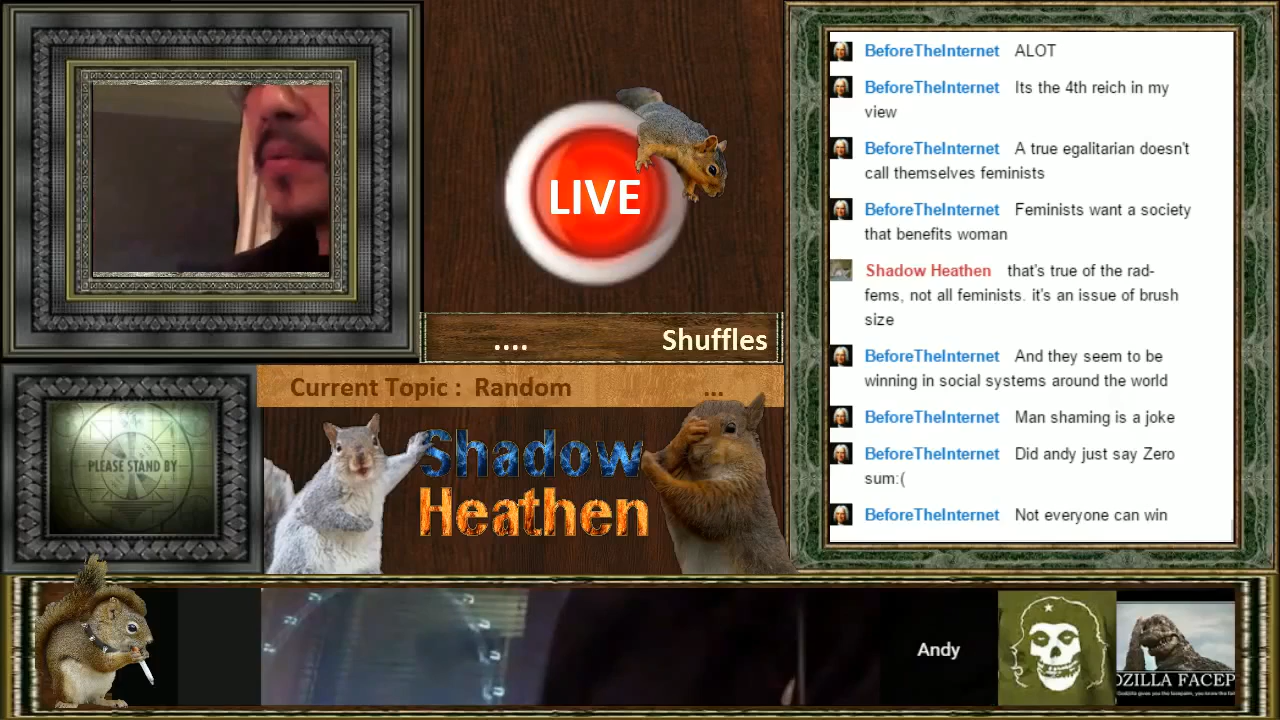 LIVE
.... Shuffles
Current Topic : Random ...
PLEASE STAND BY
Shadow
Heathen
BeforeTheInternet ALOT
BeforeTheInternet Its the 4th reich in my
view
BeforeTheInternet A true egalitarian doesn't
call themselves feminists
BeforeTheInternet Feminists want a society
that benefits woman
Shadow Heathen that's true of the rad-
fems, not all feminists. it's an issue of brush
size
BeforeTheInternet And they seem to be
winning in social systems around the world
BeforeTheInternet Man shaming is a joke
BeforeTheInternet Did andy just say Zero
sum:(
BeforeTheInternet Not everyone can win
Andy
OZILLA FACEP